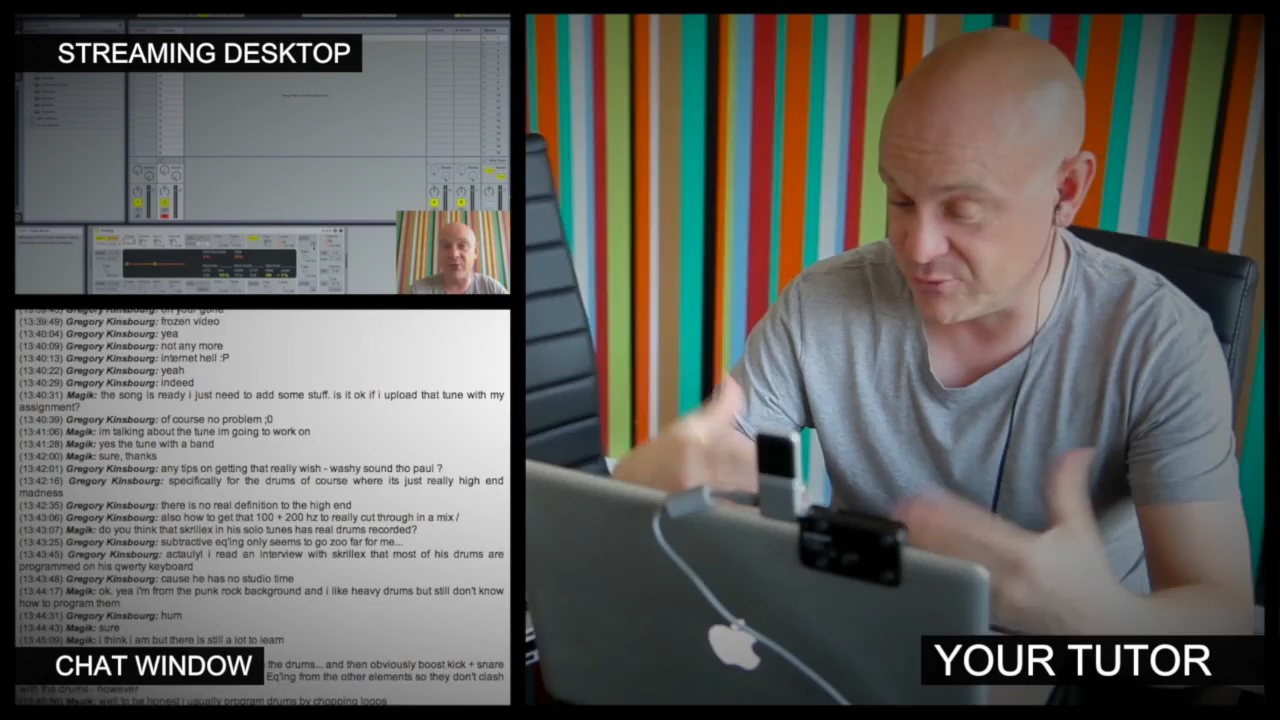 STREAMING DESKTOP
(13:39:49) Gregory Kinsbourg: frozen video
(13:40:04) Gregory Kinsbourg: yea
(13:40:09) Gregory Kinsbourg: not any more
(13:40:13) Gregory Kinsbourg: internet hell :P
(13:40:22) Gregory Kinsbourg: yeah
(13:40:29) Gregory Kinsbourg: indeed
(13:40:31) Magik: the song is ready i just need to add some stuff. is it ok if i upload that tune with my
assignment?
(13:40:39) Gregory Kinsbourg: of course no problem ;0
(13:41:06) Magik: im talking about the tune im going to work on
(13:41:28) Magik: yes the tune with a band
(13:42:00) Magik: sure, thanks
(13:42:01) Gregory Kinsbourg: any tips on getting that really wish - washy sound tho paul ?
(13:42:16) Gregory Kinsbourg: specifically for the drums of course where its just really high end
madness
(13:42:35) Gregory Kinsbourg: there is no real definition to the high end
(13:43:06) Gregory Kinsbourg: also how to get that 100 + 200 hz to really cut through in a mix /
(13:43:07) Magik: do you think that skrillex in his solo tunes has real drums recorded?
(13:43:25) Gregory Kinsbourg: subtractive eq'ing only seems to go zoo far for me...
(13:43:45) Gregory Kinsbourg: actaulyl i read an interview with skrillex that most of his drums are
programmed on his qwerty keyboard
(13:43:48) Gregory Kinsbourg: cause he has no studio time
(13:44:17) Magik: ok. yea i'm from the punk rock background and i like heavy drums but still don't know
how to program them
(13:44:31) Gregory Kinsbourg: hum
(13:44:43) Magik: sure
(13:45:09) Magik: i think i am but there is still a lot to learn
the drums... and then obviously boost kick + snare
Eq'ing from the other elements so they don't clash
with the drums - however
Magik: well to be honest i usually program drums by chopping loops
CHAT WINDOW
YOUR TUTOR